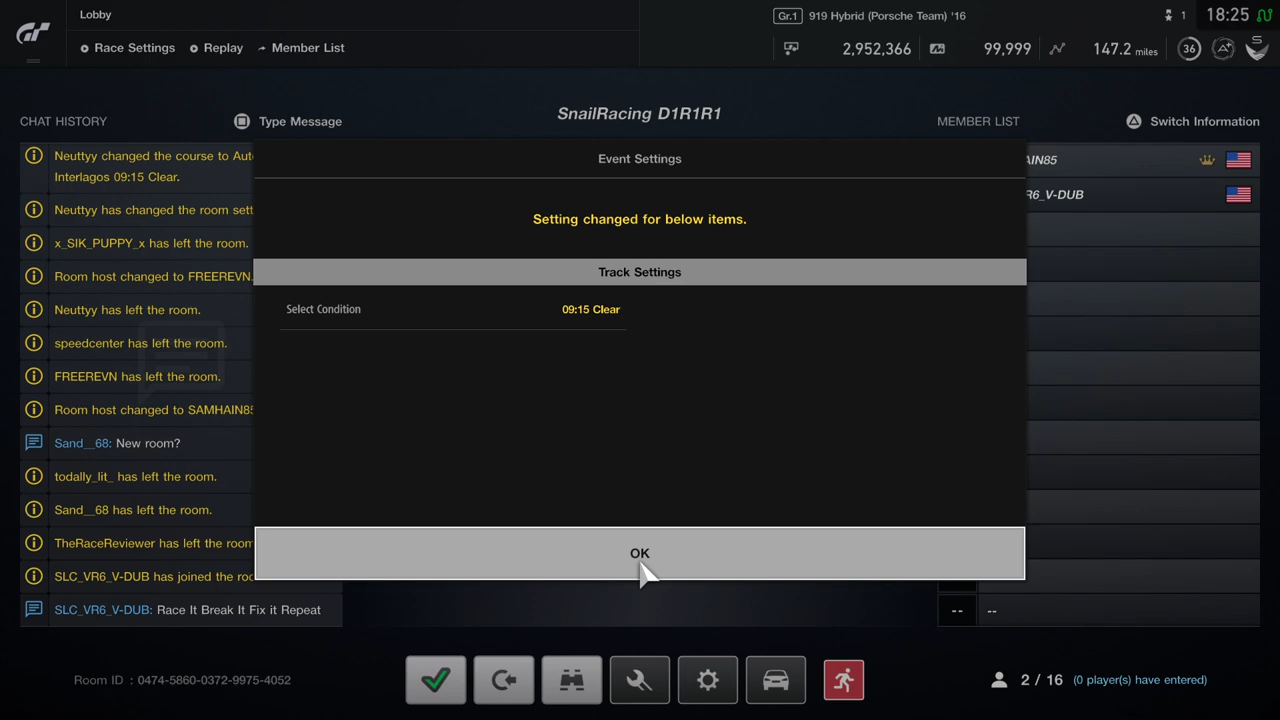 Lobby
Gr.1 919 Hybrid (Porsche Team) '16
1 18:25
Race Settings Replay Member List
2,952,366 99,999 147.2 miles 36 A+ S
SnailRacing D1R1R1
CHAT HISTORY Type Message
MEMBER LIST Switch Information
Event Settings
Setting changed for below items.
Track Settings
Select Condition 09:15 Clear
OK
Neuttyy changed the course to Aut
Interlagos 09:15 Clear.
Neuttyy has changed the room sett
x_SIK_PUPPY_x has left the room.
Room host changed to FREEREVN.
Neuttyy has left the room.
speedcenter has left the room.
FREEREVN has left the room.
Room host changed to SAMHAIN85
Sand__68: New room?
todally_lit_ has left the room.
Sand__68 has left the room.
TheRaceReviewer has left the room
SLC_VR6_V-DUB has joined the roo
SLC_VR6_V-DUB: Race It Break It Fix it Repeat
AIN85
R6_V-DUB
-- --
Room ID : 0474-5860-0372-9975-4052
2 / 16 (0 player(s) have entered)